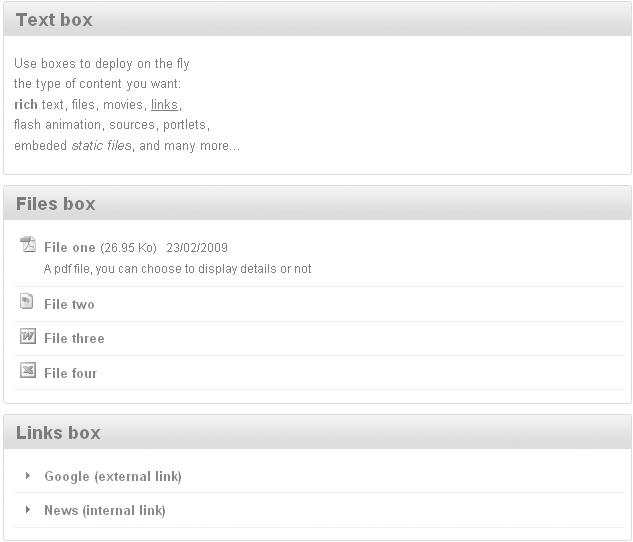 Text box
Use boxes to deploy on the fly
the type of content you want:
rich text, files, movies, links,
flash animation, sources, portlets,
embeded static files, and many more...
Files box
File one (26.95 Ko) 23/02/2009
A pdf file, you can choose to display details or not
File two
File three
File four
Links box
Google (external link)
News (internal link)